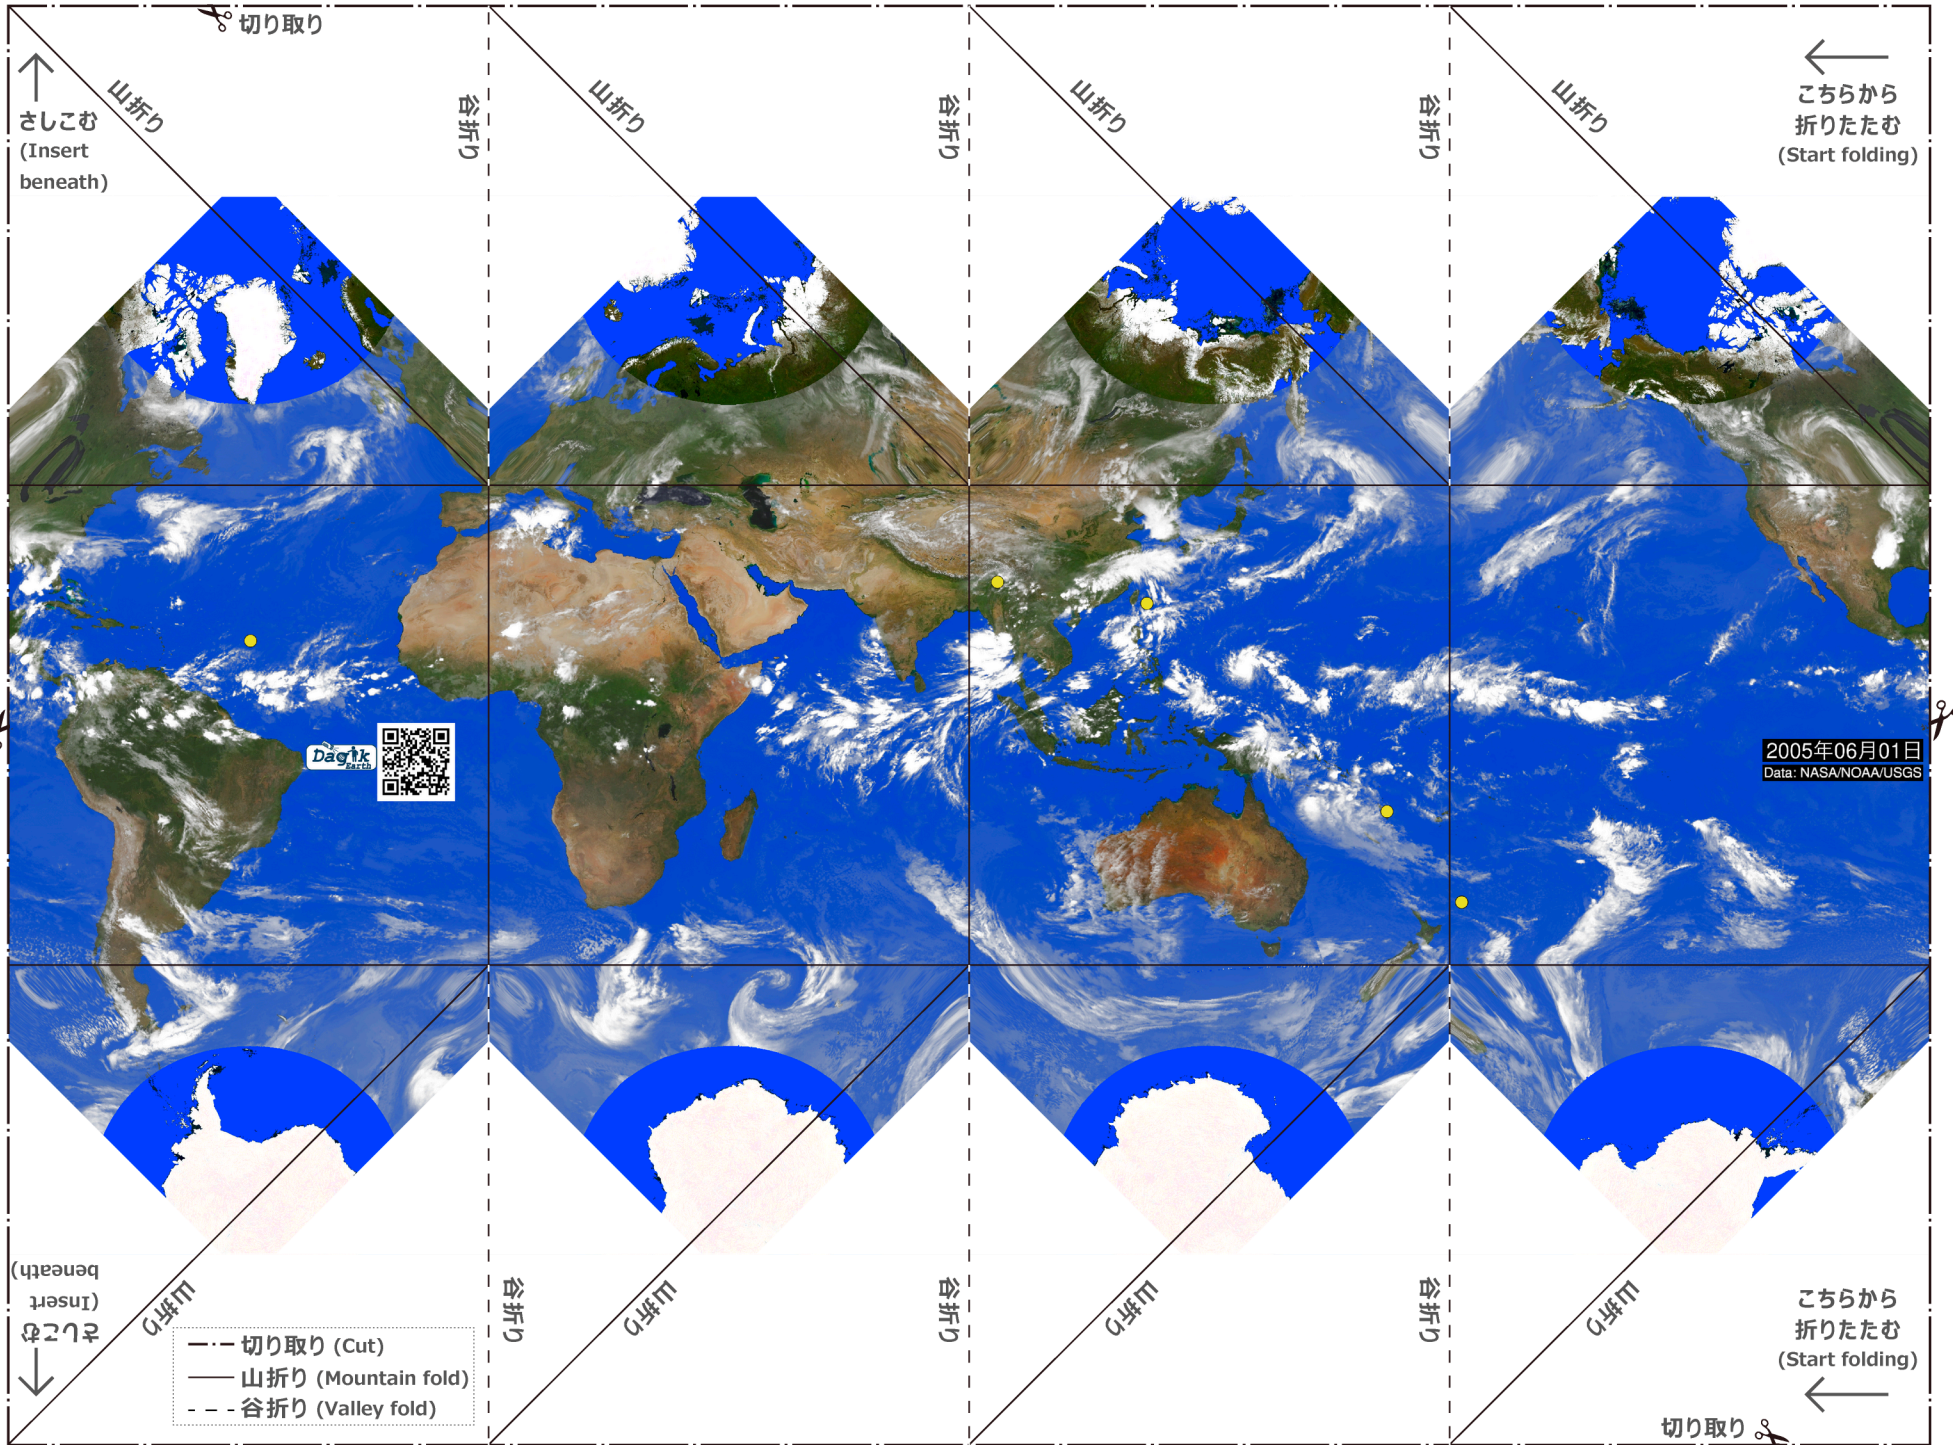 切り取り
山折り
谷折り
山折り
谷折り
山折り
谷折り
山折り
さしこむ
(Insert
beneath)
こちらから
折りたたむ
(Start folding)
Dagik
Earth
2005年06月01日
Data: NASA/NOAA/USGS
さしこむ
(Insert
beneath)
山折り
谷折り
山折り
谷折り
山折り
谷折り
山折り
こちらから
折りたたむ
(Start folding)
切り取り (Cut)
山折り (Mountain fold)
谷折り (Valley fold)
切り取り